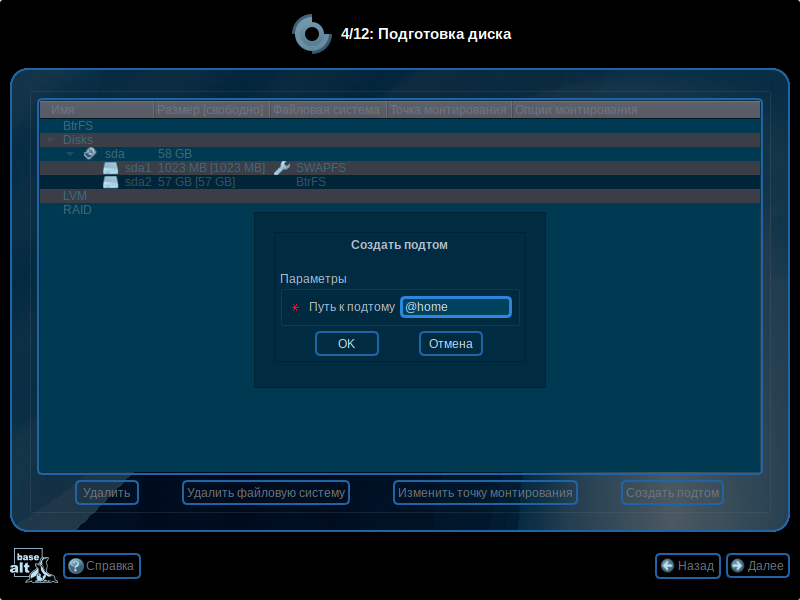 4/12: Подготовка диска
Имя Размер [свободно] Файловая система Точка монтирования Опции монтирования
BtrFS
Disks
sda 58 GB
sda1 1023 MB [1023 MB] SWAPFS
sda2 57 GB [57 GB] BtrFS
LVM
RAID
Создать подтом
Параметры
* Путь к подтому @home
OK Отмена
Удалить Удалить файловую систему Изменить точку монтирования Создать подтом
base
alt
? Справка Назад Далее